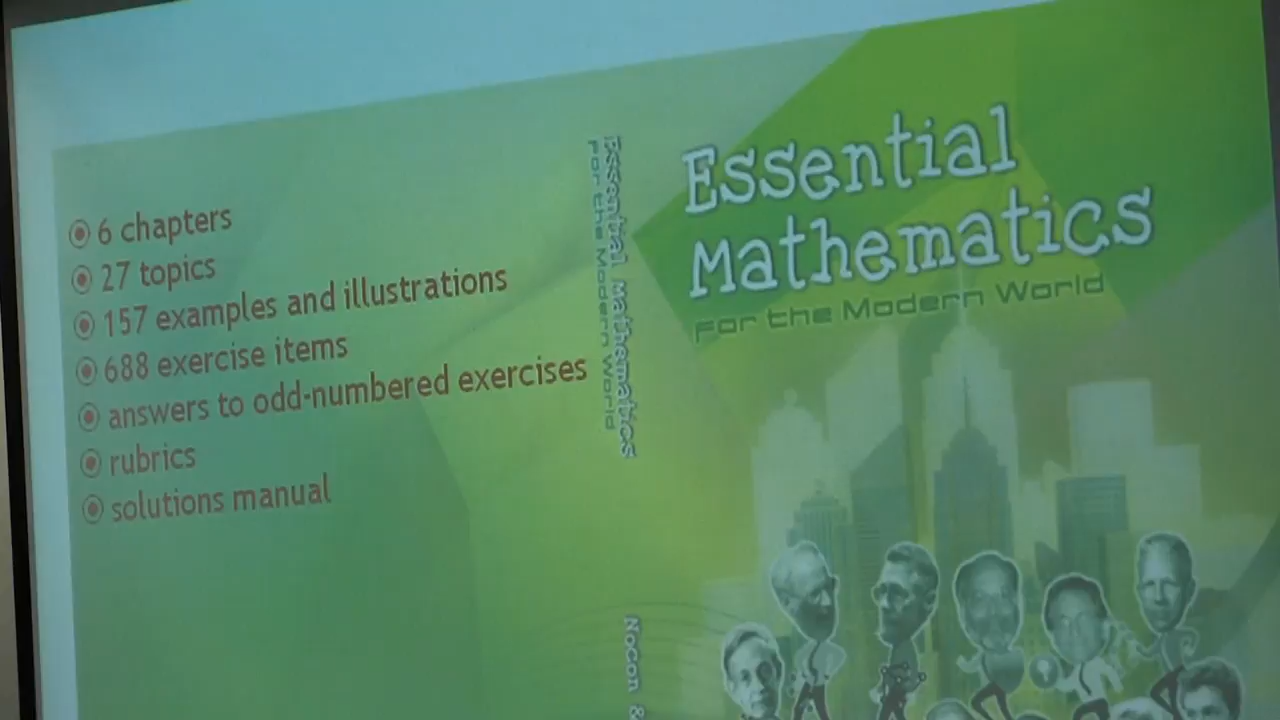 6 chapters
27 topics
157 examples and illustrations
688 exercise items
answers to odd-numbered exercises
rubrics
solutions manual
Essential Mathematics
For the Modern World
Nocon &
Essential
Mathematics
For the Modern World